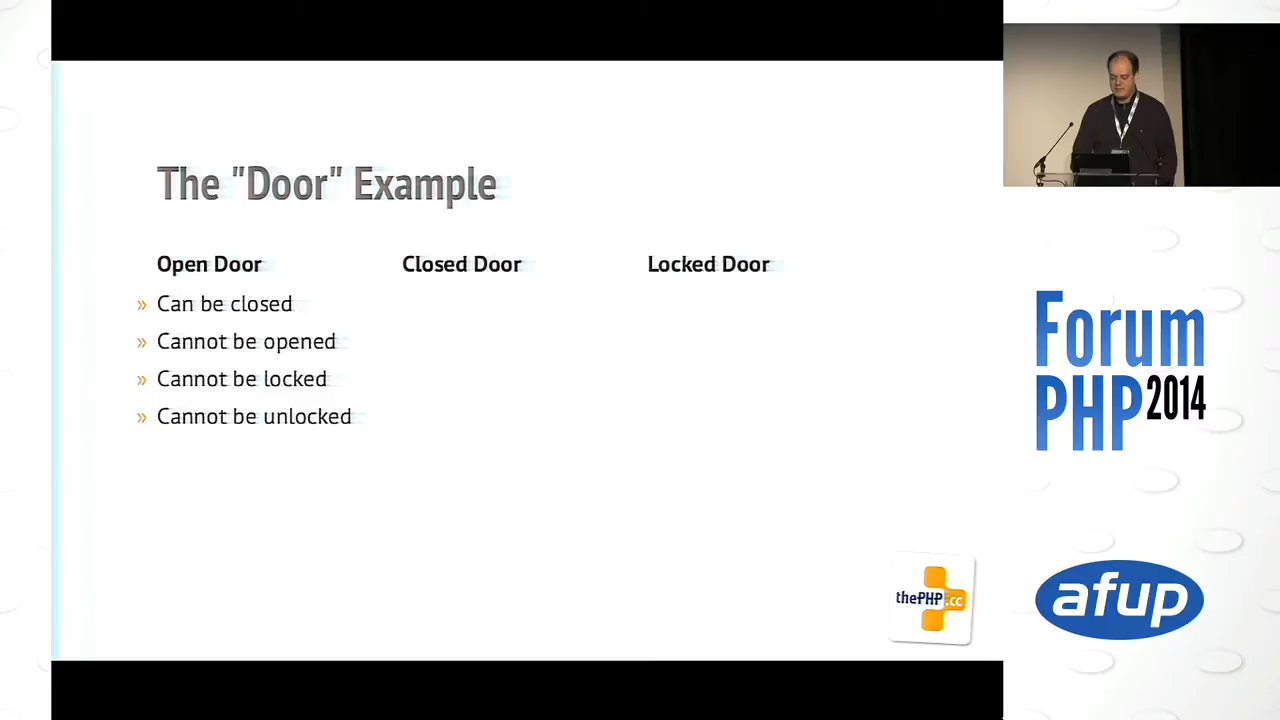 The "Door" Example
Open Door
Closed Door
Locked Door
» Can be closed
» Cannot be opened
» Cannot be locked
» Cannot be unlocked
thePHP.cc
Forum
PHP 2014
afup